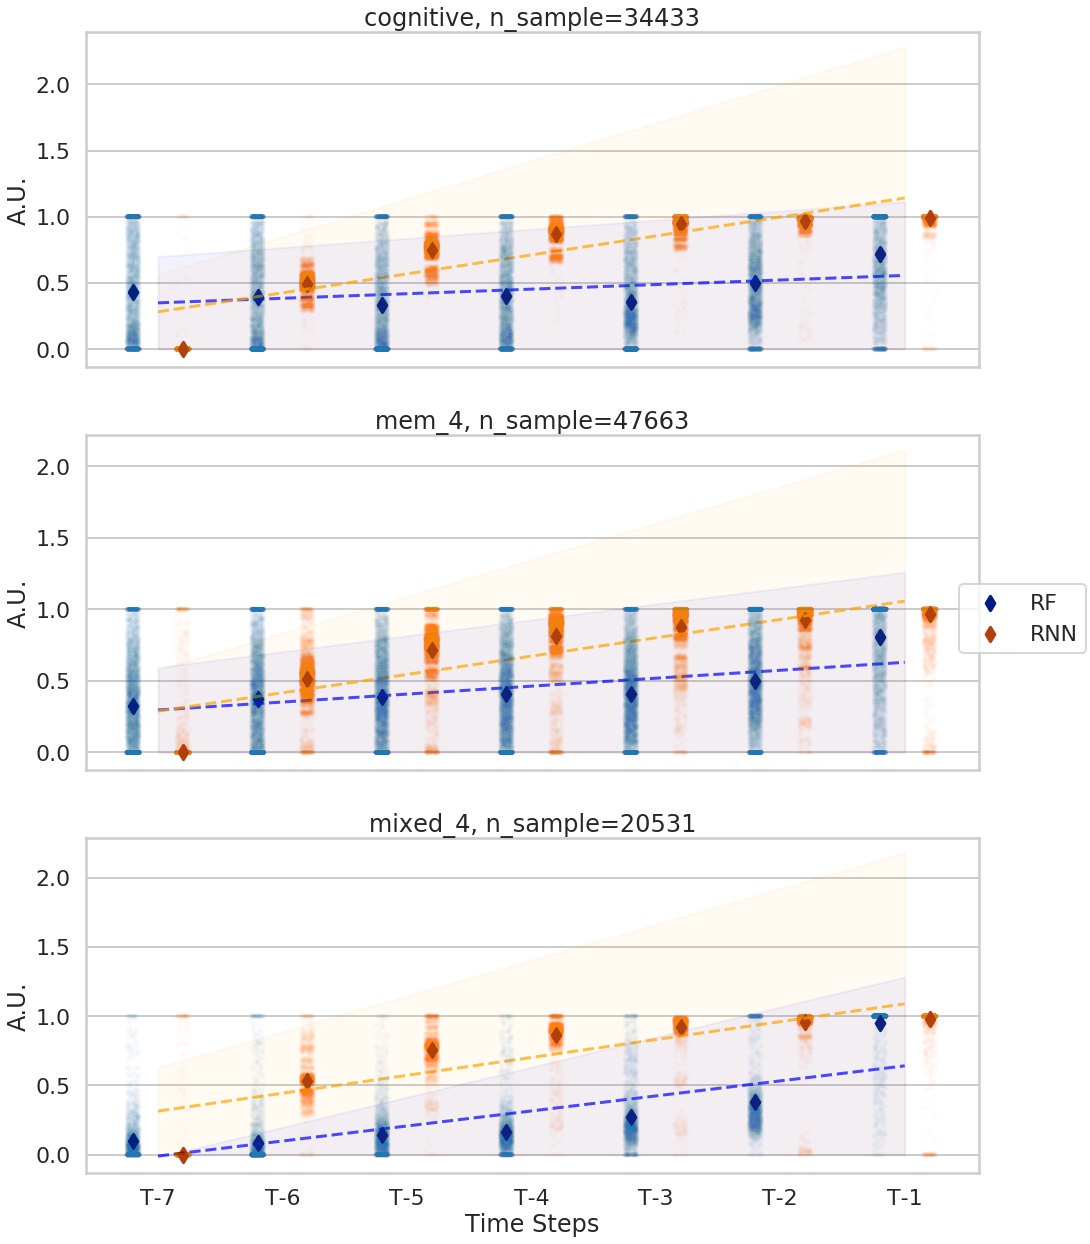 cognitive, n_sample=34433
2.0
1.5
1.0
0.5
0.0
A.U.
mem_4, n_sample=47663
2.0
1.5
1.0
0.5
0.0
A.U.
RF
RNN
mixed_4, n_sample=20531
2.0
1.5
1.0
0.5
0.0
A.U.
T-7 T-6 T-5 T-4 T-3 T-2 T-1
Time Steps